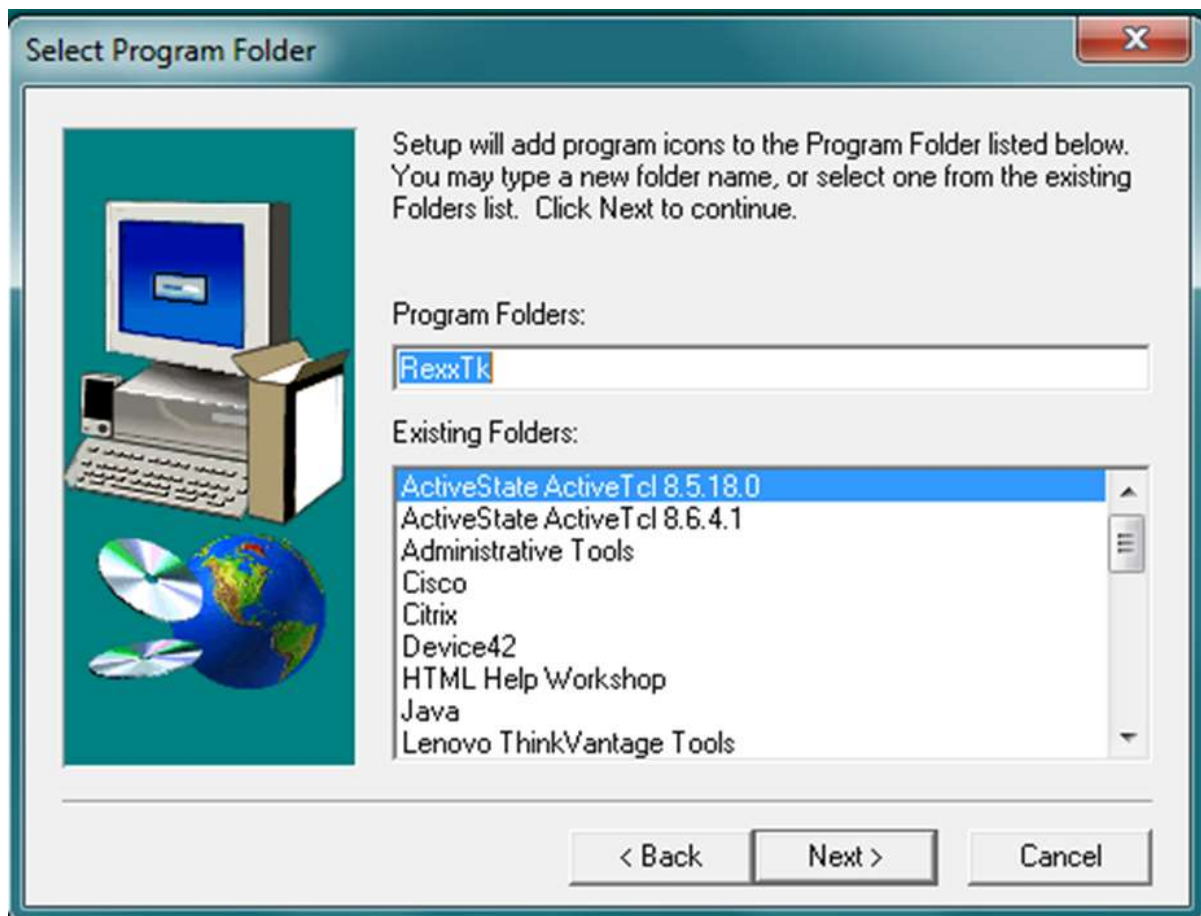 Select Program Folder
Setup will add program icons to the Program Folder listed below.
You may type a new folder name, or select one from the existing
Folders list.  Click Next to continue.
Program Folders:
RexxTk
Existing Folders:
ActiveState ActiveTcl 8.5.18.0
ActiveState ActiveTcl 8.6.4.1
Administrative Tools
Cisco
Citrix
Device42
HTML Help Workshop
Java
Lenovo ThinkVantage Tools
< Back
Next >
Cancel